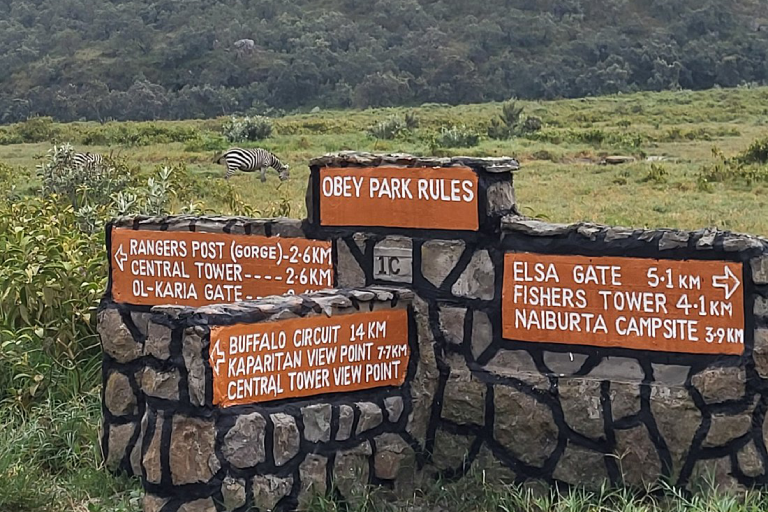 OBEY PARK RULES
RANGERS POST (GORGE)-2·6KM
CENTRAL TOWER----2·6KM
OL-KARIA GATE
1C
ELSA GATE 5·1 KM
FISHERS TOWER 4·1KM
NAIBURTA CAMPSITE 3·9KM
BUFFALO CIRCUIT 14 KM
KAPARITAN VIEW POINT 7·7KM
CENTRAL TOWER VIEW POINT